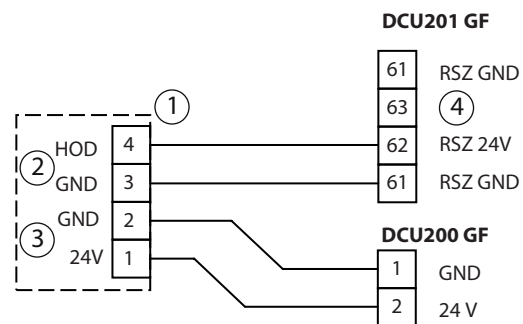 DCU201 GF
61 RSZ GND
1
63 4
HOD 4 62 RSZ 24V
2
GND 3 61 RSZ GND
GND 2
3
DCU200 GF
24V 1
1 GND
2 24 V